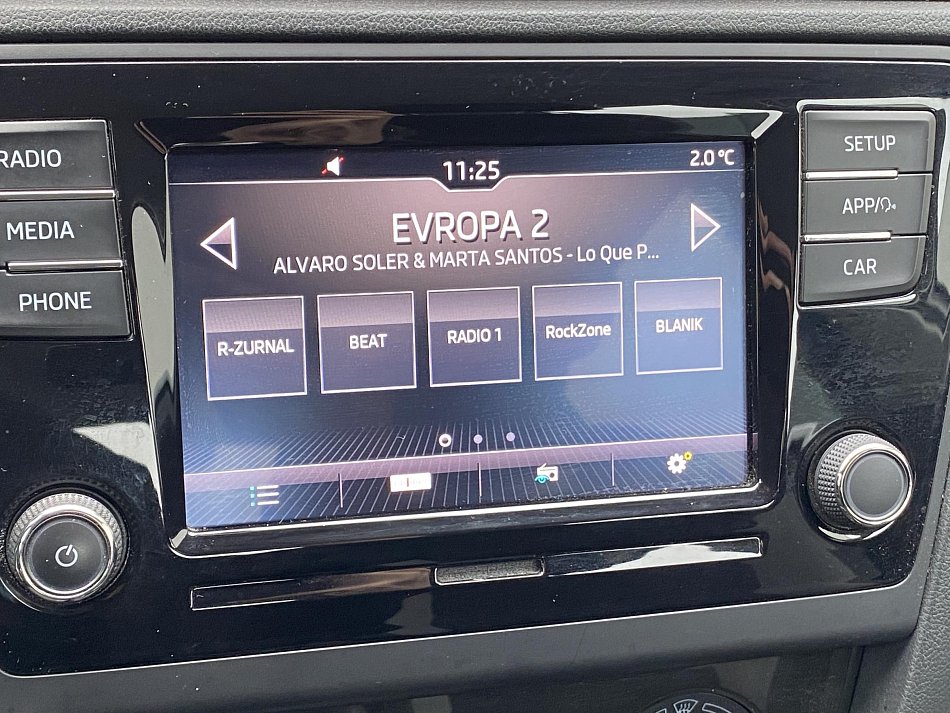 RADIO
MEDIA
PHONE
11:25
2.0 °C
EVROPA 2
ALVARO SOLER & MARTA SANTOS - Lo Que P...
R-ZURNAL
BEAT
RADIO 1
RockZone
BLANIK
SETUP
APP/
CAR